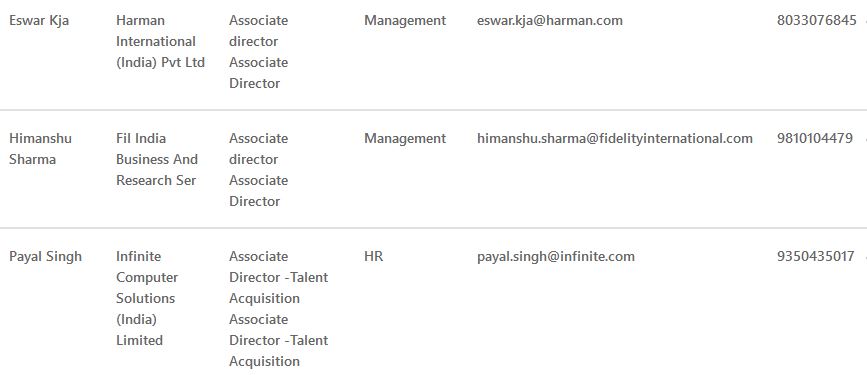 Eswar Kja
Harman
International
(India) Pvt Ltd
Associate
director
Associate
Director
Management
eswar.kja@harman.com
8033076845
Himanshu
Sharma
Fil India
Business And
Research Ser
Associate
director
Associate
Director
Management
himanshu.sharma@fidelityinternational.com
9810104479
Payal Singh
Infinite
Computer
Solutions
(India)
Limited
Associate
Director -Talent
Acquisition
Associate
Director -Talent
Acquisition
HR
payal.singh@infinite.com
9350435017